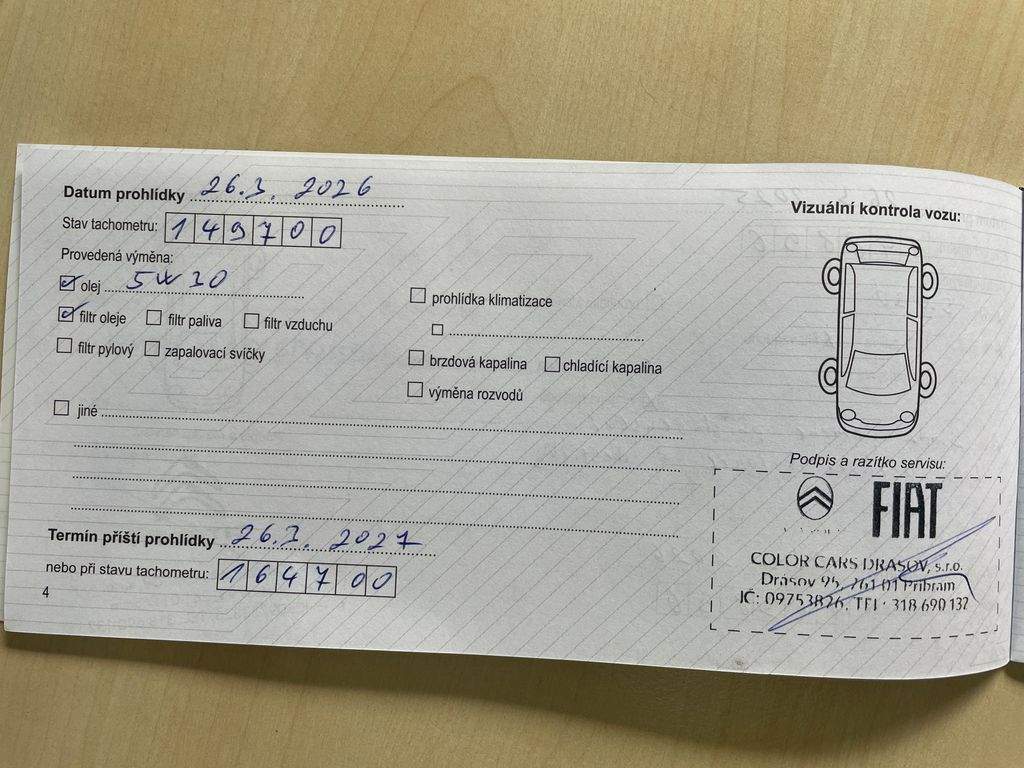 Datum prohlídky 26.3. 2026
Stav tachometru: 149700
Provedená výměna:
olej 5W30
filtr oleje filtr paliva filtr vzduchu
filtr pylový zapalovací svíčky
prohlídka klimatizace
brzdová kapalina chladící kapalina
výměna rozvodů
jiné
Termín příští prohlídky 26.3. 2027
nebo při stavu tachometru: 164700
4
Vizuální kontrola vozu:
Podpis a razítko servisu:
FIAT
COLOR CARS DRASOV, s.r.o.
Drásov 95, 261 01 Příbram
IČ: 09753826, TEL: 318 690 132